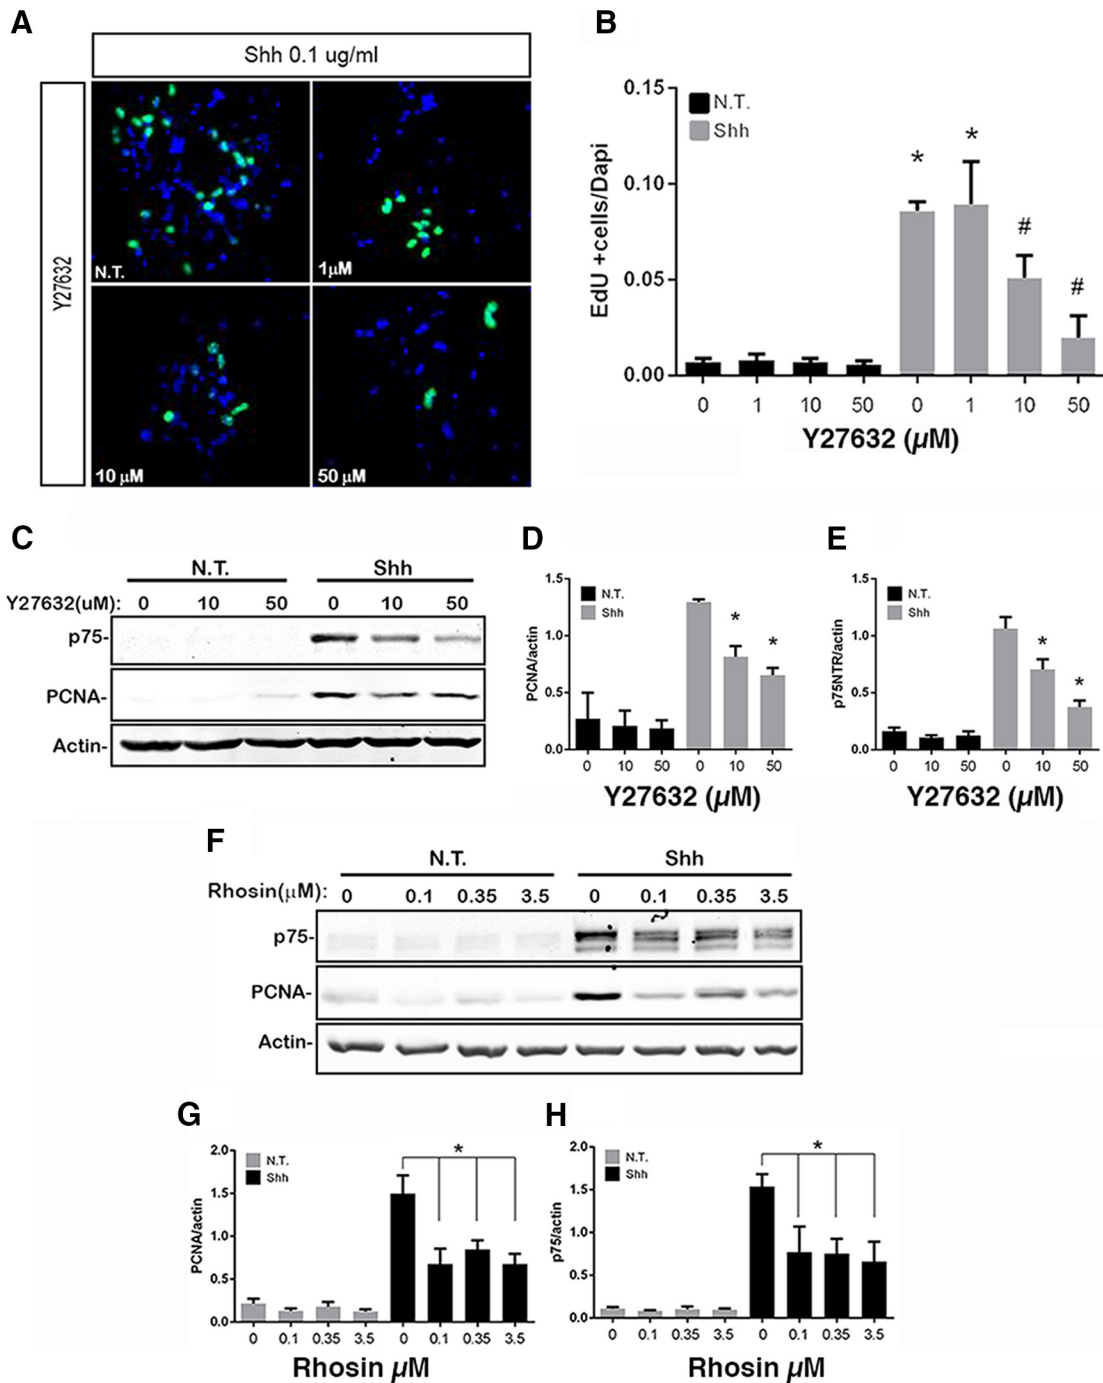 A
Shh 0.1 ug/ml
Y27632
N.T.
1µM
10 µM
50 µM
B
N.T.
Shh
EdU +cells/Dapi
0.15
0.10
0.05
0.00
* * # #
0 1 10 50 0 1 10 50
Y27632 (µM)
C
N.T. Shh
Y27632(uM): 0 10 50 0 10 50
p75-
PCNA-
Actin-
D
N.T.
Shh
PCNA/actin
1.5
1.0
0.5
0.0
* *
0 10 50 0 10 50
Y27632 (µM)
E
N.T.
Shh
p75NTR/actin
1.5
1.0
0.5
0.0
* *
0 10 50 0 10 50
Y27632 (µM)
F
N.T. Shh
Rhosin(µM): 0 0.1 0.35 3.5 0 0.1 0.35 3.5
p75-
PCNA-
Actin-
G
N.T.
Shh
PCNA/actin
2.0
1.5
1.0
0.5
0.0
*
0 0.1 0.35 3.5 0 0.1 0.35 3.5
Rhosin µM
H
N.T.
Shh
p75/actin
2.0
1.5
1.0
0.5
0.0
*
0 0.1 0.35 3.5 0 0.1 0.35 3.5
Rhosin µM